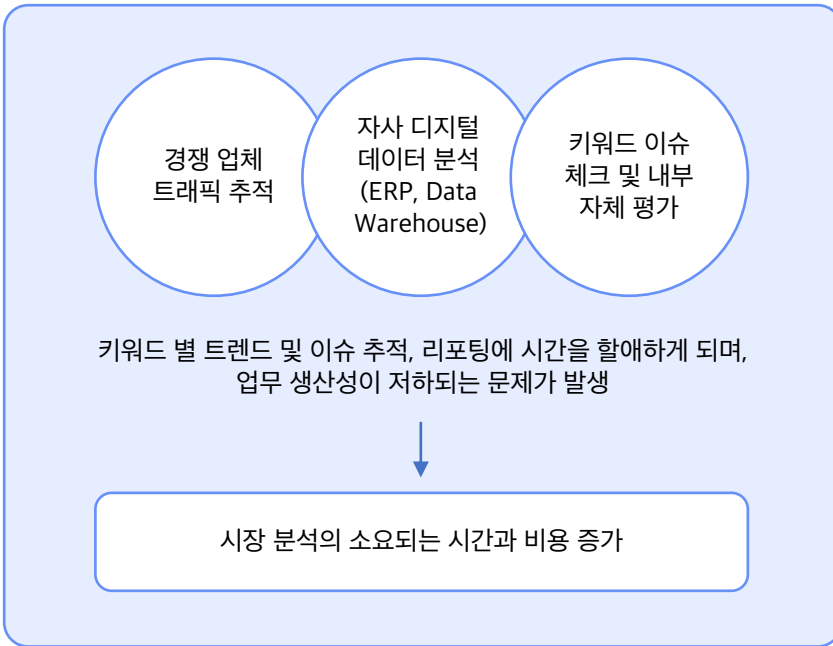 경쟁 업체
트래픽 추적
자사 디지털
데이터 분석
(ERP, Data
Warehouse)
키워드 이슈
체크 및 내부
자체 평가
키워드 별 트렌드 및 이슈 추적, 리포팅에 시간을 할애하게 되며,
업무 생산성이 저하되는 문제가 발생
시장 분석의 소요되는 시간과 비용 증가